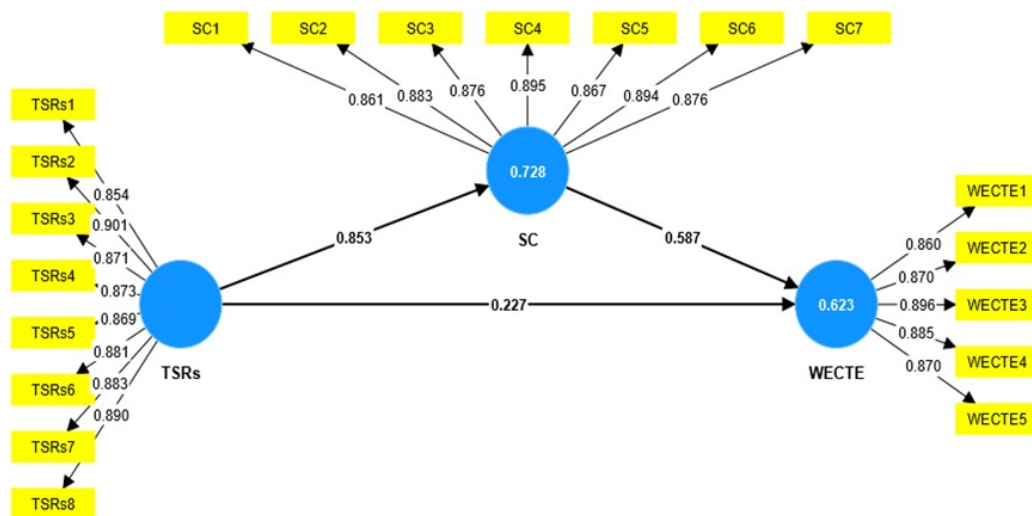 SC1 SC2 SC3 SC4 SC5 SC6 SC7
0.861 0.883 0.876 0.895 0.867 0.894 0.876
TSRs1
TSRs2
TSRs3
TSRs4
TSRs5
TSRs6
TSRs7
TSRs8
0.854
0.901
0.871
0.873
0.869
0.881
0.883
0.890
TSRs
0.853
0.728
SC
0.587
0.227
0.623
WECTE
0.860
0.870
0.896
0.885
0.870
WECTE1
WECTE2
WECTE3
WECTE4
WECTE5